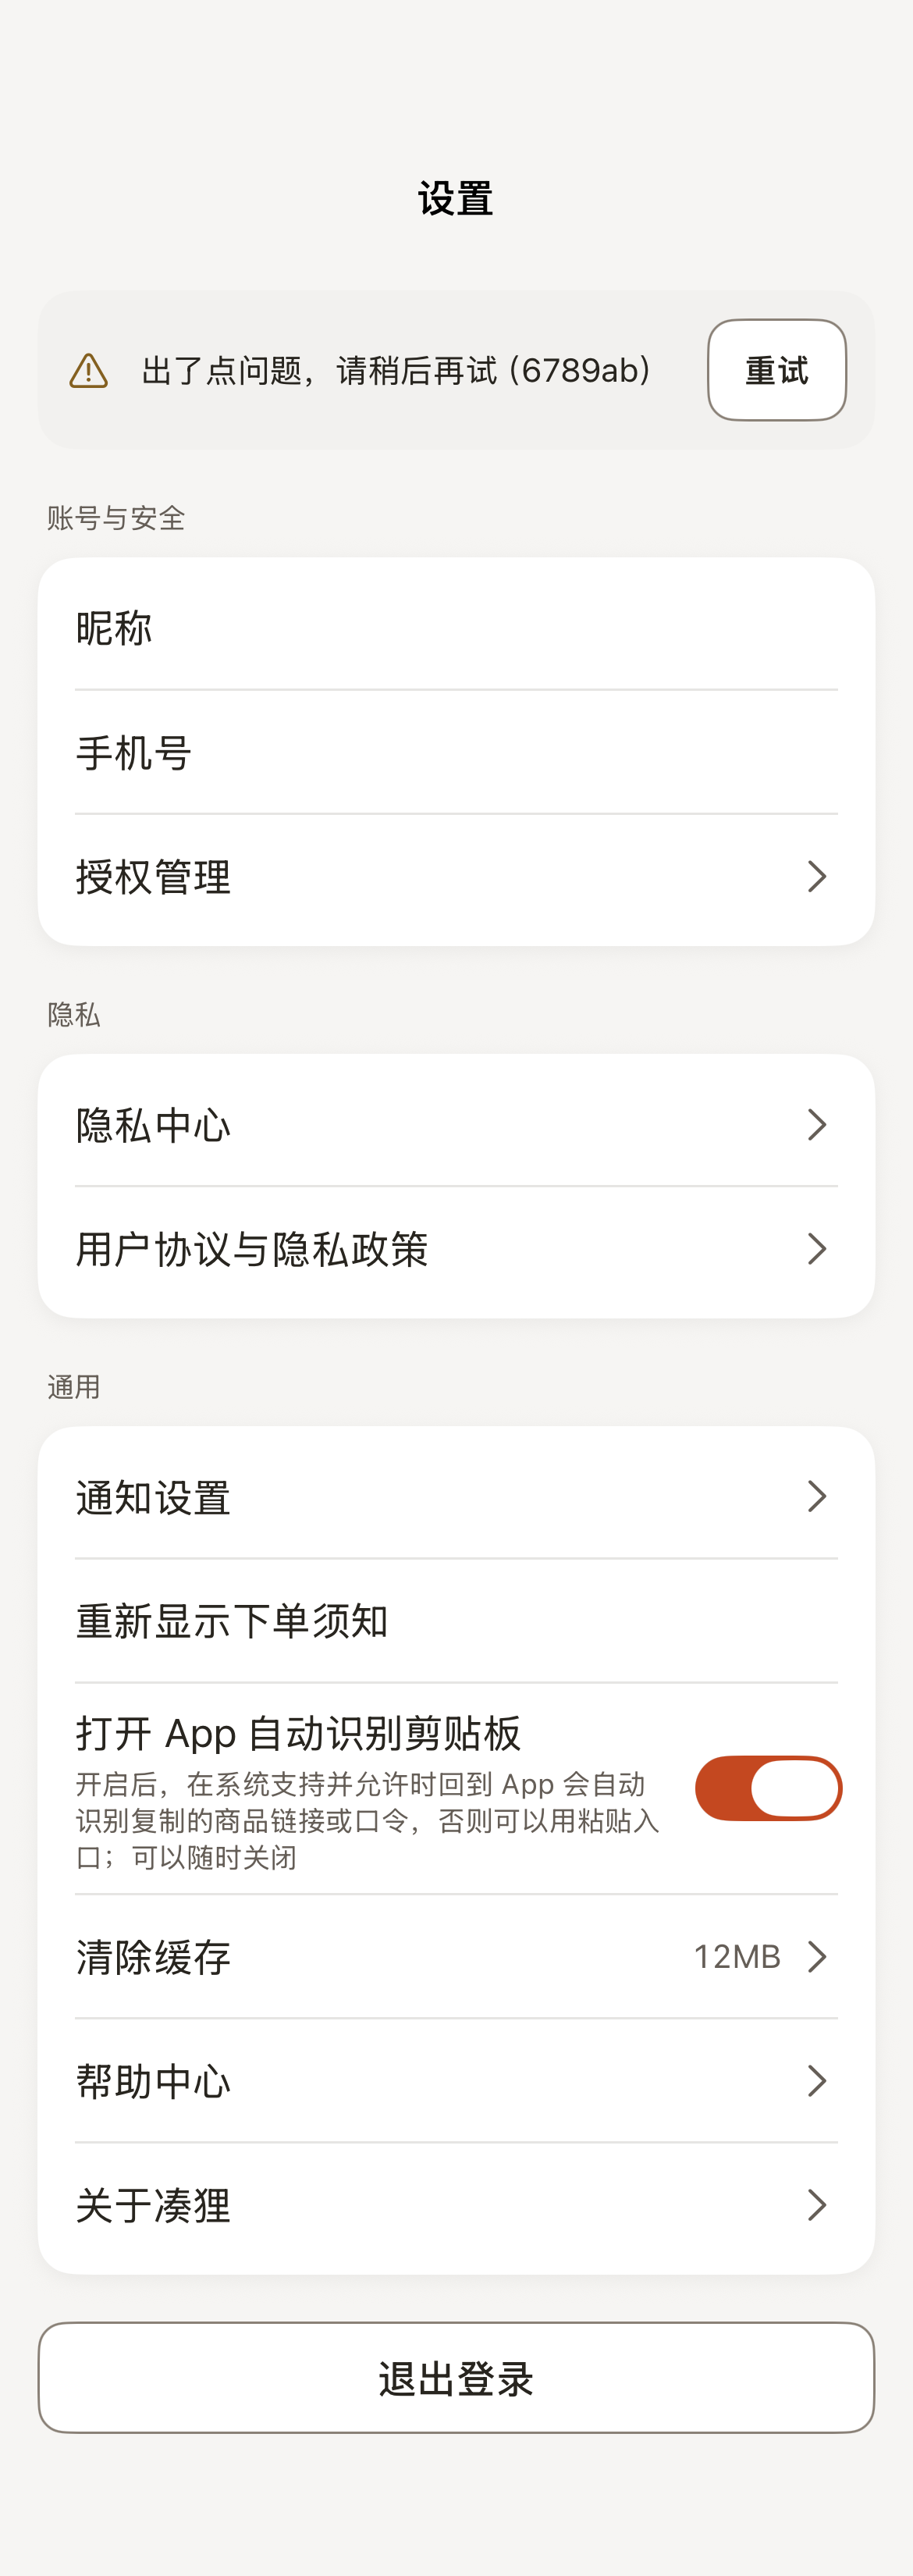 设置
出了点问题，请稍后再试 (6789ab)
重试
账号与安全
昵称
手机号
授权管理
隐私
隐私中心
用户协议与隐私政策
通用
通知设置
重新显示下单须知
打开 App 自动识别剪贴板
开启后，在系统支持并允许时回到 App 会自动
识别复制的商品链接或口令，否则可以用粘贴入
口；可以随时关闭
清除缓存
12MB
帮助中心
关于凑狸
退出登录